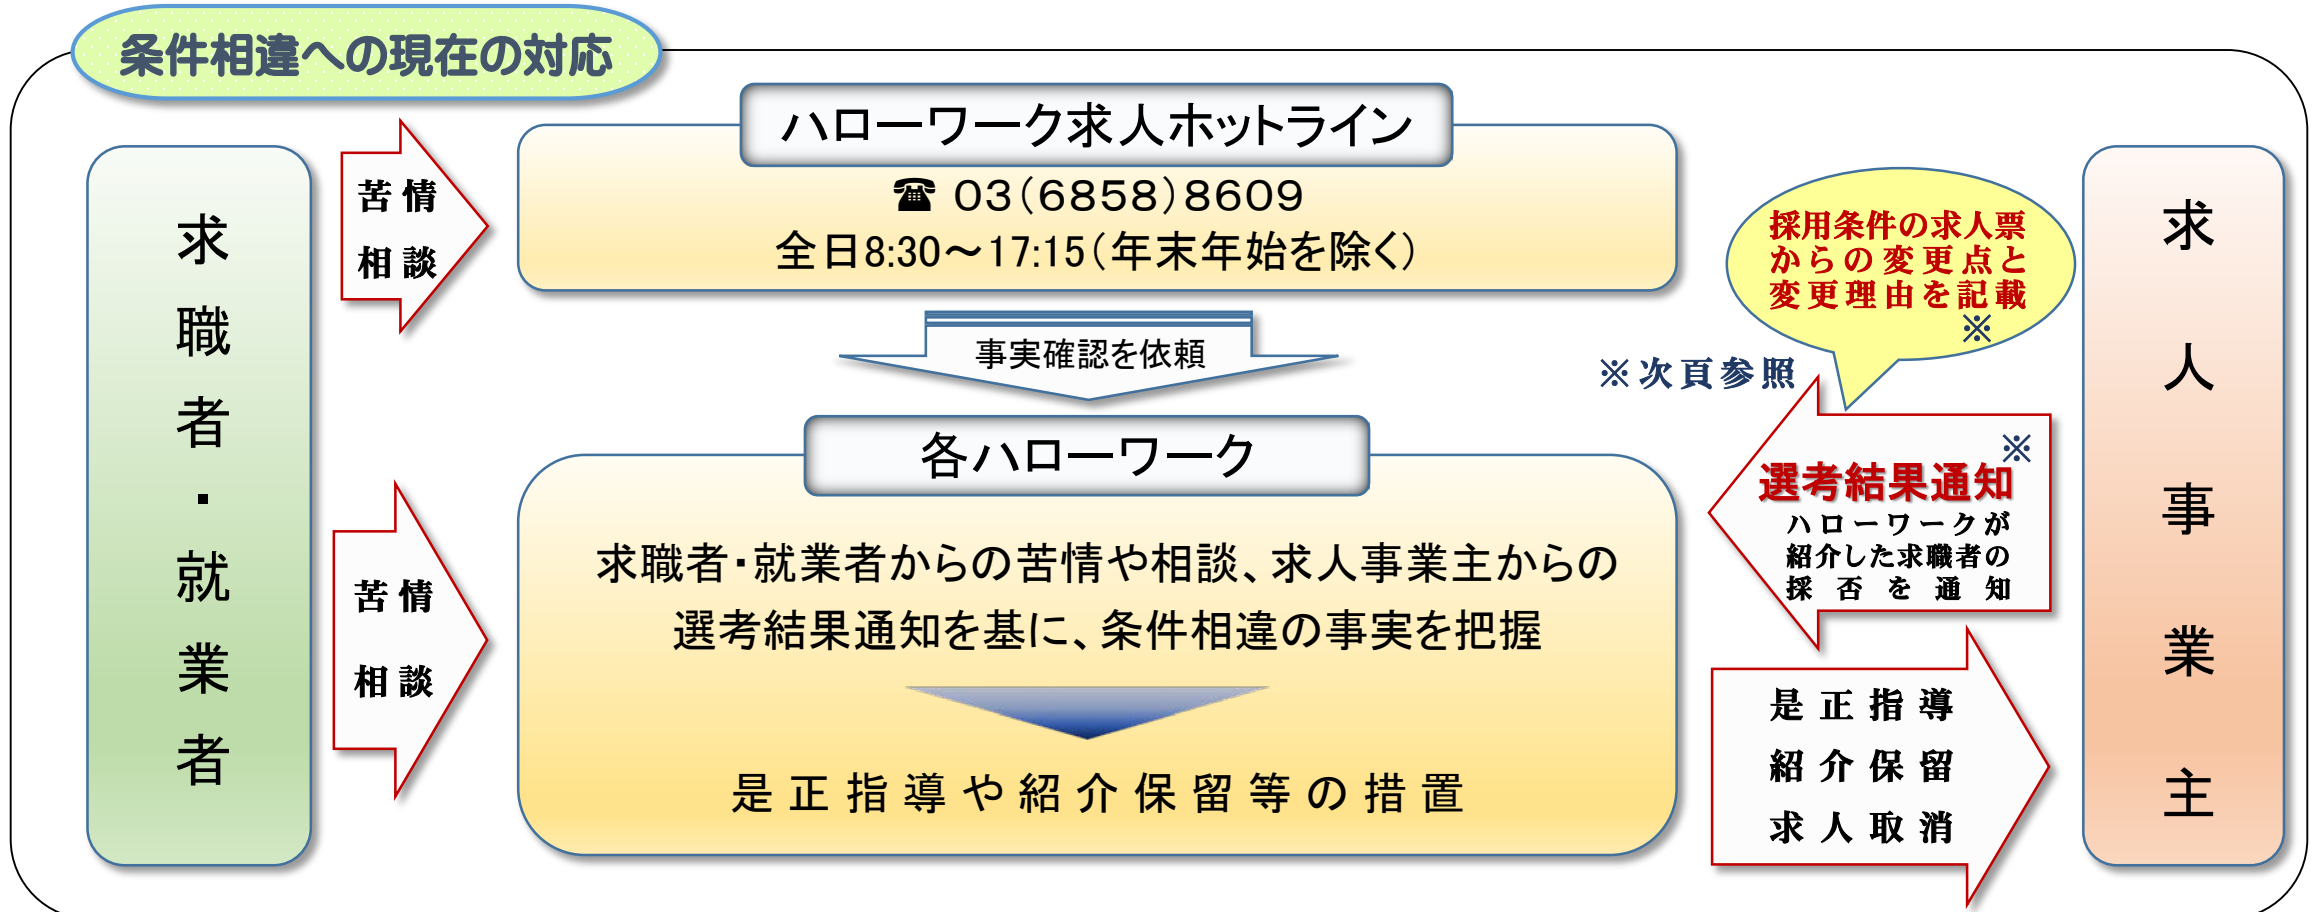 条件相違への現在の対応
求職者・就業者
苦情
相談
ハローワーク求人ホットライン
☎ 03(6858)8609
全日8:30～17:15(年末年始を除く)
事実確認を依頼
苦情
相談
各ハローワーク
求職者・就業者からの苦情や相談、求人事業主からの
選考結果通知を基に、条件相違の事実を把握
是正指導や紹介保留等の措置
採用条件の求人票
からの変更点と
変更理由を記載
※
※次頁参照
※
選考結果通知
ハローワークが
紹介した求職者の
採否を通知
是正指導
紹介保留
求人取消
求人事業主